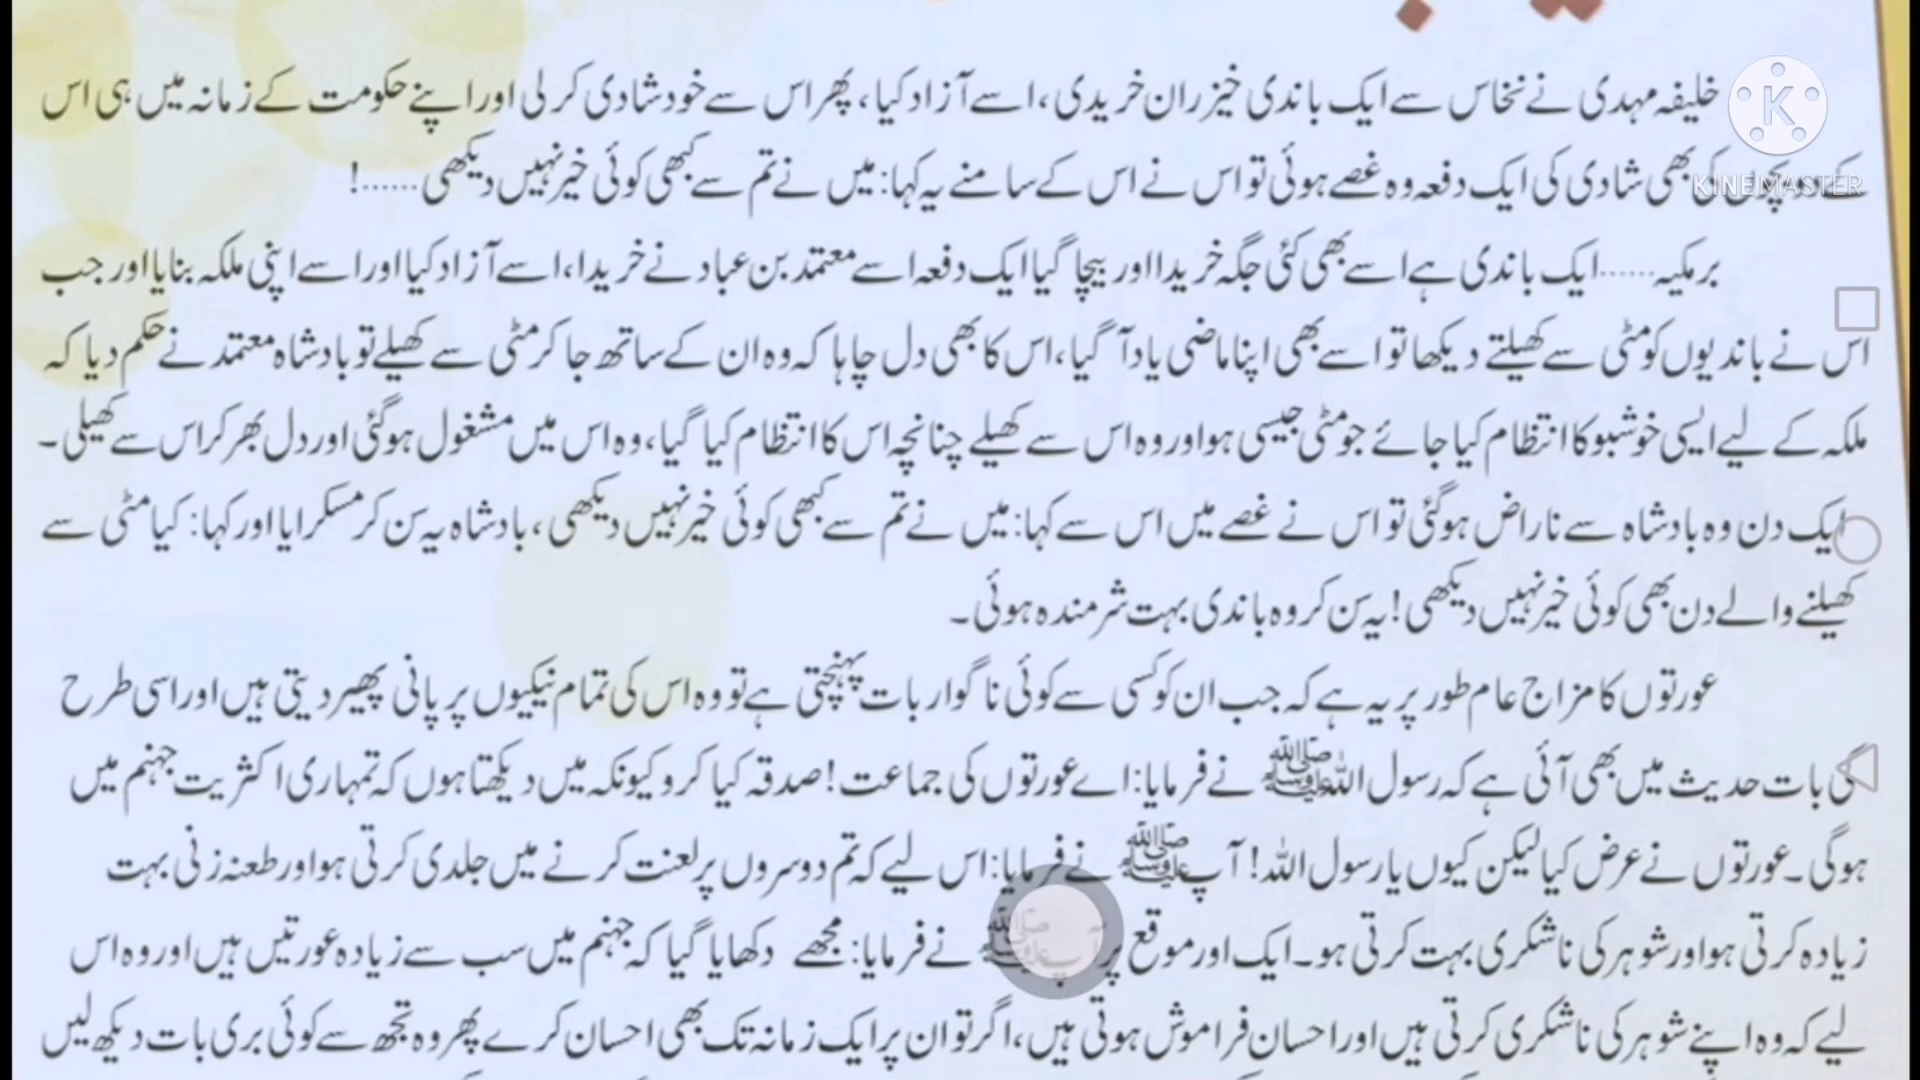 خلیفہ مہدی نے نخاس سے ایک باندی خیزران خریدی، اسے آزاد کیا، پھر اس سے خود شادی کر لی اور اپنے حکومت کے زمانہ میں ہی اس
کے بچوں کی بھی شادی کی ایک دفعہ وہ غصے ہوئی تو اس نے اس کے سامنے یہ کہا: میں نے تم سے کبھی کوئی خیر نہیں دیکھی......!
برمکیہ......ایک باندی ہے اسے بھی کئی جگہ خریدا اور بیچا گیا ایک دفعہ اسے معتمد بن عباد نے خریدا، اسے آزاد کیا اور اسے اپنی ملکہ بنایا اور جب
اس نے باندیوں کو مٹی سے کھیلتے دیکھا تو اسے بھی اپنا ماضی یاد آ گیا، اس کا بھی دل چاہا کہ وہ ان کے ساتھ جا کر مٹی سے کھیلے تو بادشاہ معتمد نے حکم دیا کہ
ملکہ کے لیے ایسی خوشبو کا انتظام کیا جائے جو مٹی جیسی ہو اور وہ اس سے کھیلے چنانچہ اس کا انتظام کیا گیا، وہ اس میں مشغول ہو گئی اور دل بھر کر اس سے کھیلی۔
ایک دن وہ بادشاہ سے ناراض ہو گئی تو اس نے غصے میں اس سے کہا: میں نے تم سے کبھی کوئی خیر نہیں دیکھی، بادشاہ یہ سن کر مسکرایا اور کہا: کیا مٹی سے
کھیلنے والے دن بھی کوئی خیر نہیں دیکھی! یہ سن کر وہ باندی بہت شرمندہ ہوئی۔
عورتوں کا مزاج عام طور پر یہ ہے کہ جب ان کو کسی سے کوئی ناگوار بات پہنچتی ہے تو وہ اس کی تمام نیکیوں پر پانی پھیر دیتی ہیں اور اسی طرح
کی بات حدیث میں بھی آئی ہے کہ رسول اللہ ﷺ نے فرمایا: اے عورتوں کی جماعت! صدقہ کیا کرو کیونکہ میں دیکھتا ہوں کہ تمہاری اکثریت جہنم میں
ہوگی۔ عورتوں نے عرض کیا لیکن کیوں یا رسول اللہ! آپ ﷺ نے فرمایا: اس لیے کہ تم دوسروں پر لعنت کرنے میں جلدی کرتی ہو اور طعنہ زنی بہت
زیادہ کرتی ہو اور شوہر کی ناشکری بہت کرتی ہو۔ ایک اور موقع پر آپ ﷺ نے فرمایا: مجھے دکھایا گیا کہ جہنم میں سب سے زیادہ عورتیں ہیں اور وہ اس
لیے کہ وہ اپنے شوہر کی ناشکری کرتی ہیں اور احسان فراموش ہوتی ہیں، اگر تو ان پر ایک زمانہ تک بھی احسان کرے پھر وہ تجھ سے کوئی بری بات دیکھ لیں
K
KINEMASTER